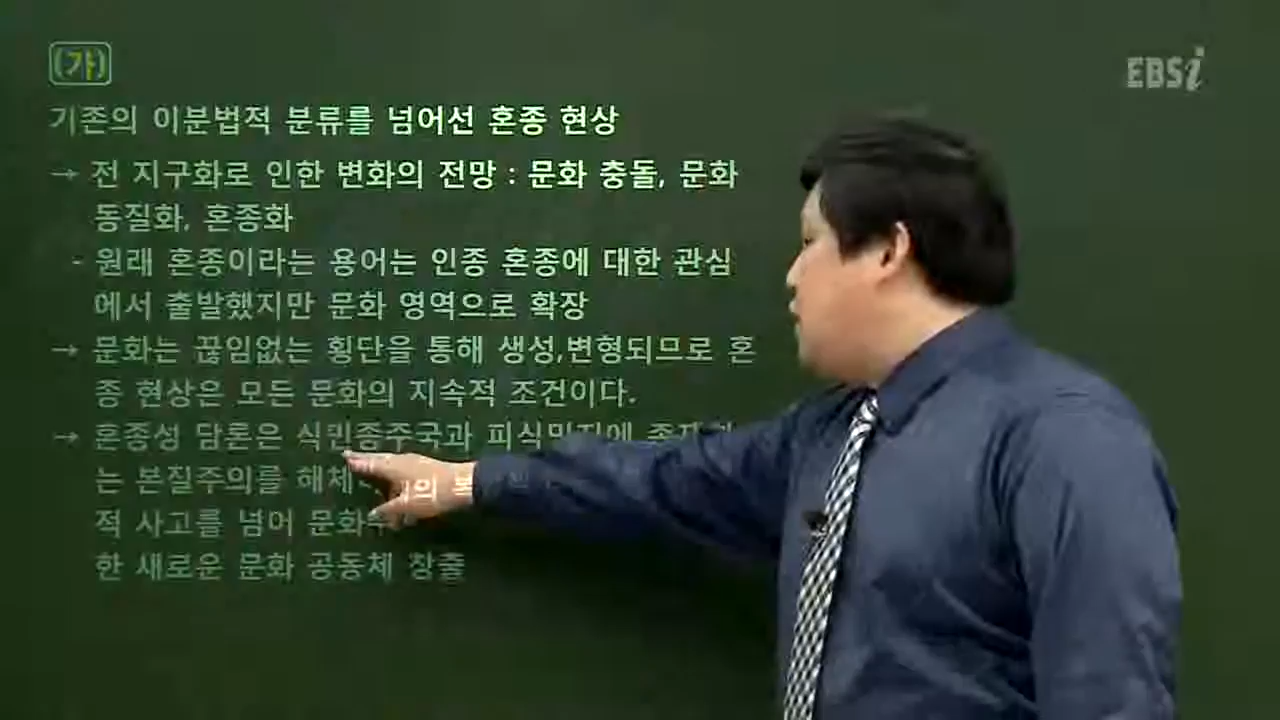 (가)
EBSi
기존의 이분법적 분류를 넘어선 혼종 현상
→ 전 지구화로 인한 변화의 전망 : 문화 충돌, 문화
동질화, 혼종화
- 원래 혼종이라는 용어는 인종 혼종에 대한 관심
에서 출발했지만 문화 영역으로 확장
→ 문화는 끊임없는 횡단을 통해 생성,변형되므로 혼
종 현상은 모든 문화의 지속적 조건이다.
→ 혼종성 담론은 식민종주국과
는 본질주의를 해체
적 사고를 넘어
한 새로운 문화 공동체 창출